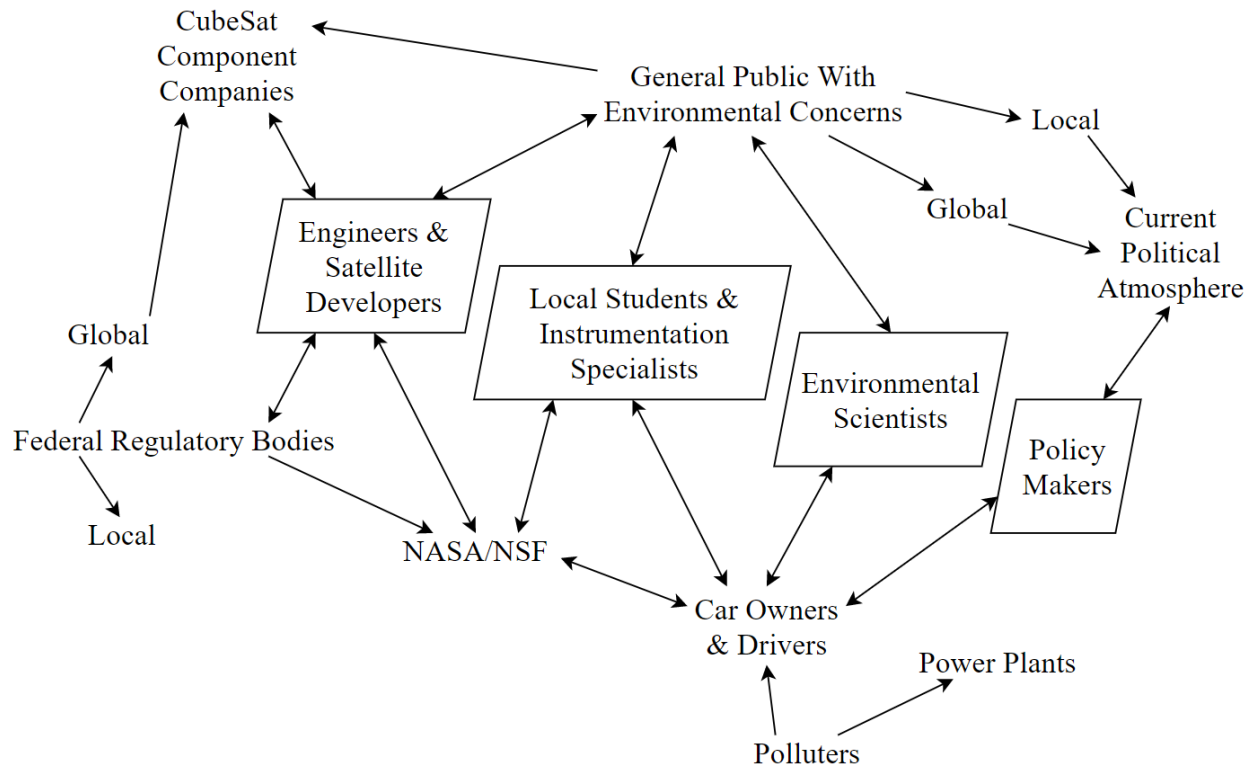 CubeSat
Component
Companies
General Public With
Environmental Concerns
Local
Global
Current
Political
Atmosphere
Engineers &
Satellite
Developers
Local Students &
Instrumentation
Specialists
Environmental
Scientists
Policy
Makers
Global
Federal Regulatory Bodies
Local
NASA/NSF
Car Owners
& Drivers
Power Plants
Polluters